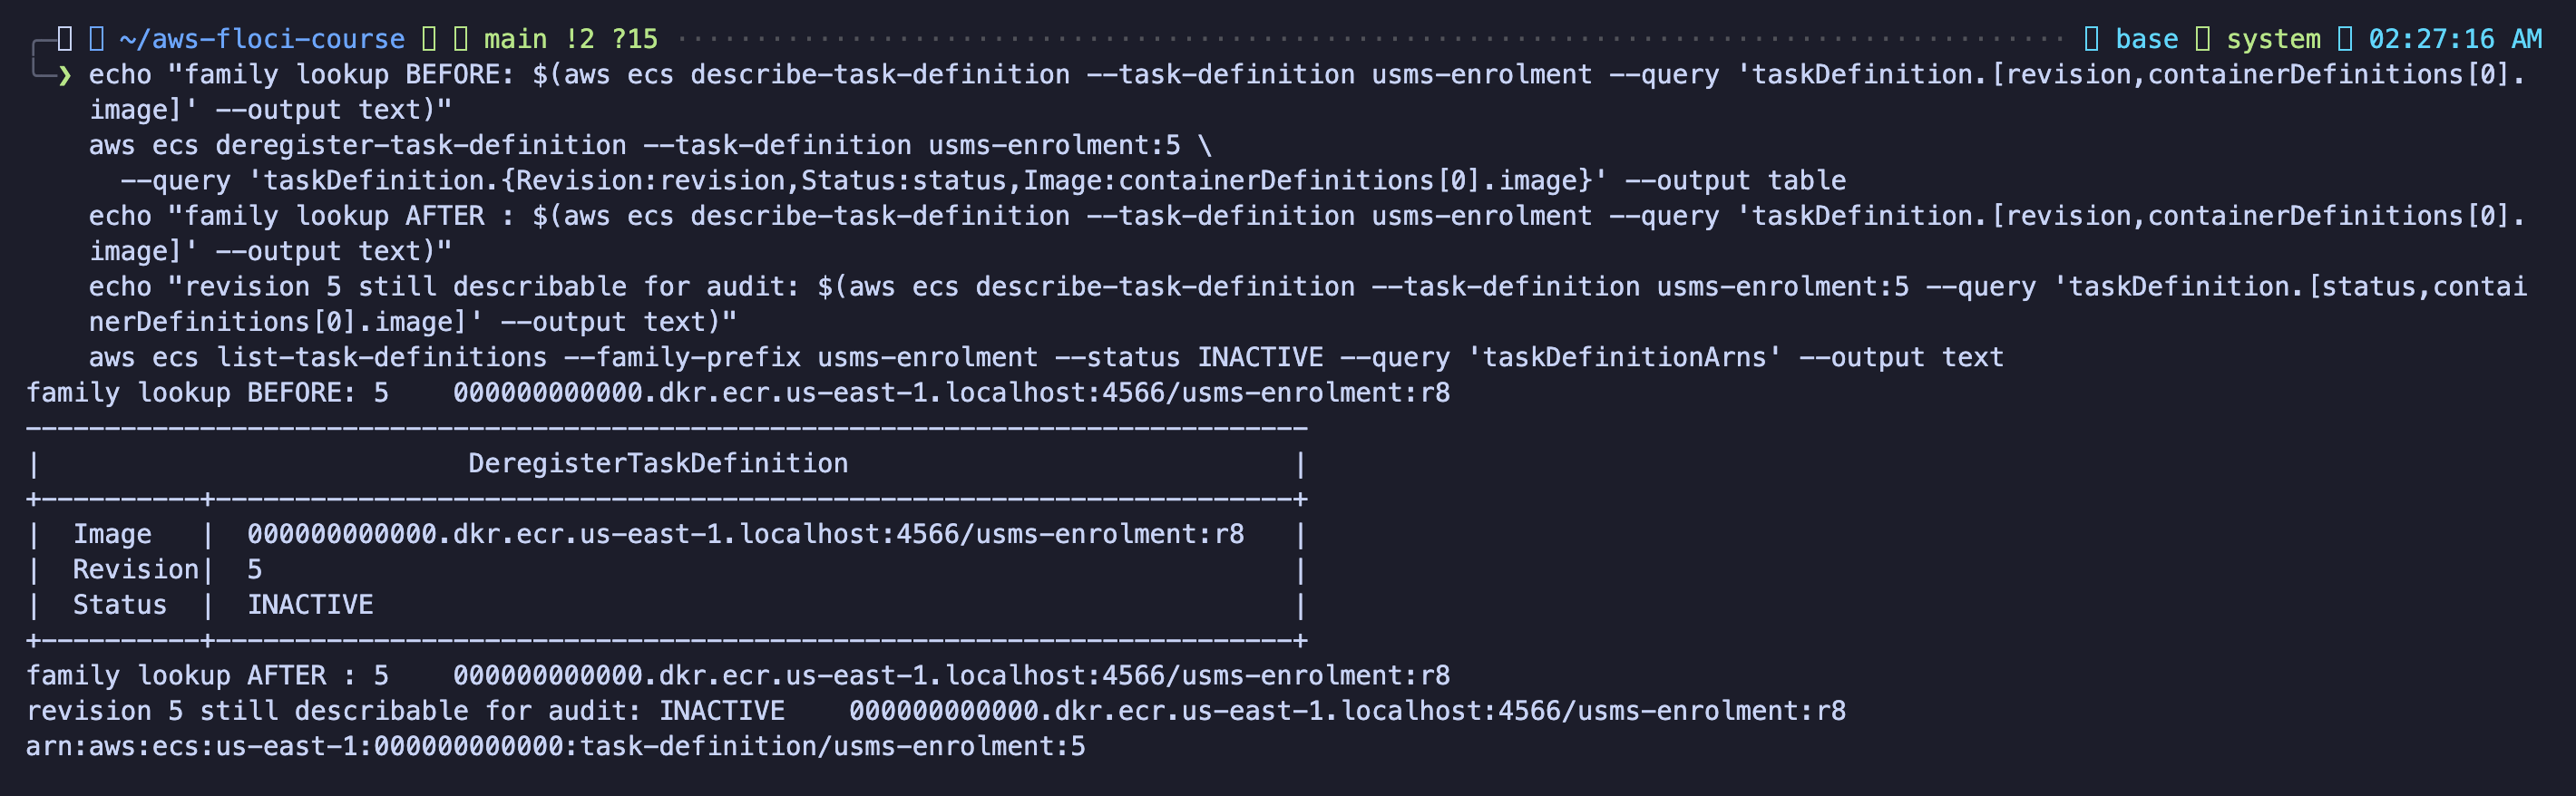 ~/aws-floci-course main !2 ?15 base system 02:27:16 AM
❯ echo "family lookup BEFORE: $(aws ecs describe-task-definition --task-definition usms-enrolment --query 'taskDefinition.[revision,containerDefinitions[0].
image]' --output text)"
aws ecs deregister-task-definition --task-definition usms-enrolment:5 \
--query 'taskDefinition.{Revision:revision,Status:status,Image:containerDefinitions[0].image}' --output table
echo "family lookup AFTER : $(aws ecs describe-task-definition --task-definition usms-enrolment --query 'taskDefinition.[revision,containerDefinitions[0].
image]' --output text)"
echo "revision 5 still describable for audit: $(aws ecs describe-task-definition --task-definition usms-enrolment:5 --query 'taskDefinition.[status,contai
nerDefinitions[0].image]' --output text)"
aws ecs list-task-definitions --family-prefix usms-enrolment --status INACTIVE --query 'taskDefinitionArns' --output text
family lookup BEFORE: 5    000000000000.dkr.ecr.us-east-1.localhost:4566/usms-enrolment:r8
---------------------------------------------------------------------------------
|                           DeregisterTaskDefinition                            |
+----------+--------------------------------------------------------------------+
|  Image   |  000000000000.dkr.ecr.us-east-1.localhost:4566/usms-enrolment:r8   |
|  Revision|  5                                                                 |
|  Status  |  INACTIVE                                                          |
+----------+--------------------------------------------------------------------+
family lookup AFTER : 5    000000000000.dkr.ecr.us-east-1.localhost:4566/usms-enrolment:r8
revision 5 still describable for audit: INACTIVE    000000000000.dkr.ecr.us-east-1.localhost:4566/usms-enrolment:r8
arn:aws:ecs:us-east-1:000000000000:task-definition/usms-enrolment:5